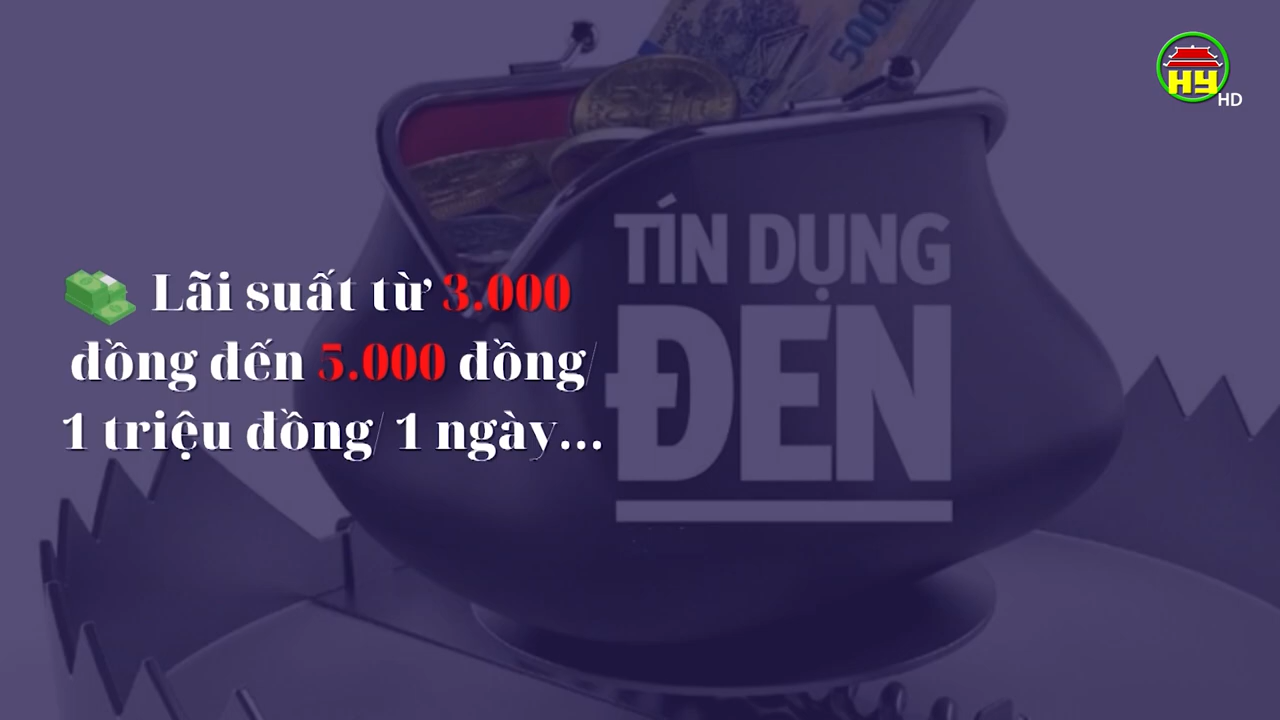 5000
HY
HD
TÍN DỤNG
ĐEN
Lãi suất từ 3.000
đồng đến 5.000 đồng/
1 triệu đồng/ 1 ngày...